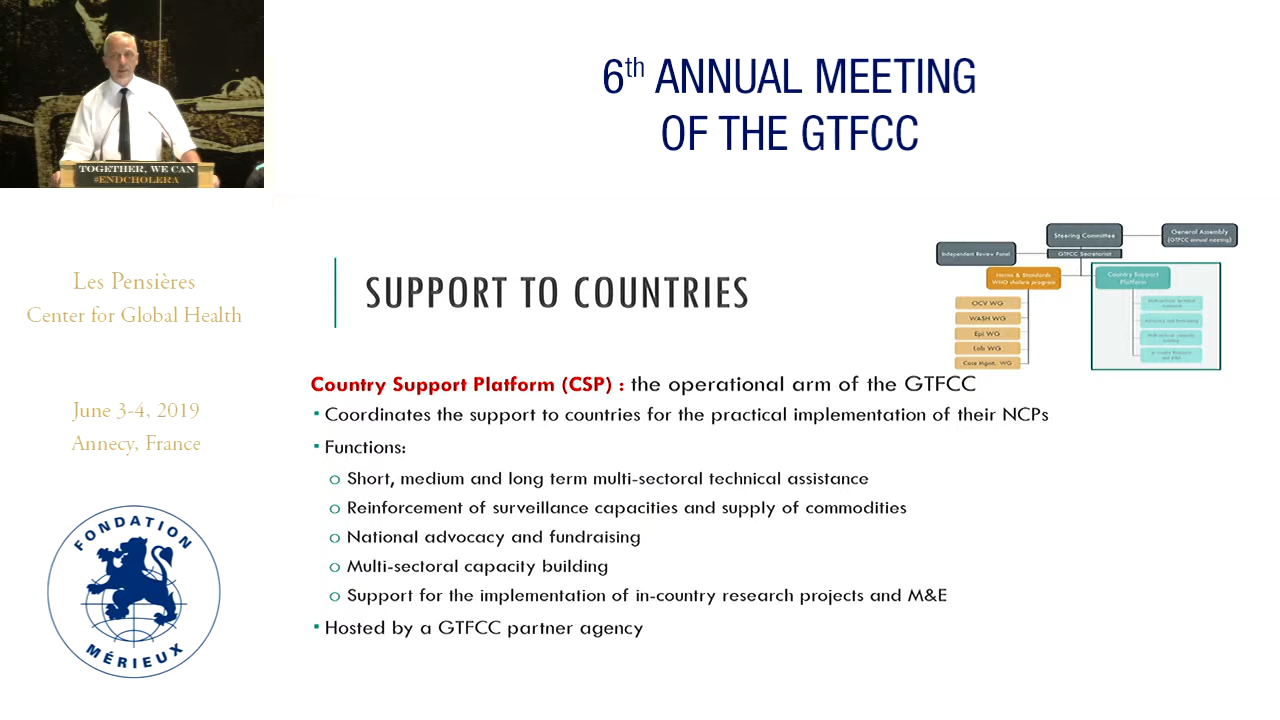 TOGETHER, WE CAN
#ENDCHOLERA
6th ANNUAL MEETING
OF THE GTFCC
Les Pensières
Center for Global Health
June 3-4, 2019
Annecy, France
FONDATION
MÉRIEUX
SUPPORT TO COUNTRIES
Steering Committee
General Assembly
(GTFCC annual meeting)
Independent Review Panel
GTFCC Secretariat
Norms & Standards
WHO cholera program
Country Support
Platform
OCV WG
WASH WG
Epi WG
Lab WG
Case Mgmt. WG
Country Support Platform (CSP) : the operational arm of the GTFCC
▪ Coordinates the support to countries for the practical implementation of their NCPs
▪ Functions:
o Short, medium and long term multi-sectoral technical assistance
o Reinforcement of surveillance capacities and supply of commodities
o National advocacy and fundraising
o Multi-sectoral capacity building
o Support for the implementation of in-country research projects and M&E
▪ Hosted by a GTFCC partner agency